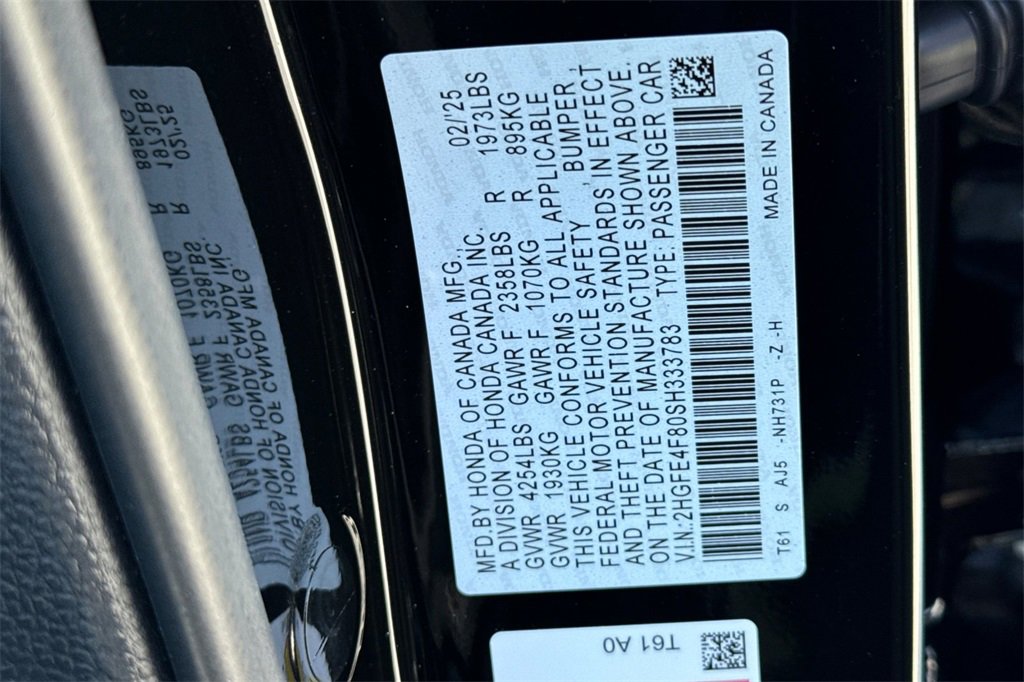 MFD.BY HONDA OF CANADA MFG., 02/'25
A DIVISION OF HONDA CANADA INC.
GVWR 4254LBS GAWR F 2358LBS R 1973LBS
GVWR 1930KG GAWR F 1070KG R 895KG
THIS VEHICLE CONFORMS TO ALL APPLICABLE
FEDERAL MOTOR VEHICLE SAFETY, BUMPER,
AND THEFT PREVENTION STANDARDS IN EFFECT
ON THE DATE OF MANUFACTURE SHOWN ABOVE.
V.I.N.:2HGFE4F80SH333783 TYPE: PASSENGER CAR
T61 S AJ5 -NH731P -Z -H MADE IN CANADA
T61 A0